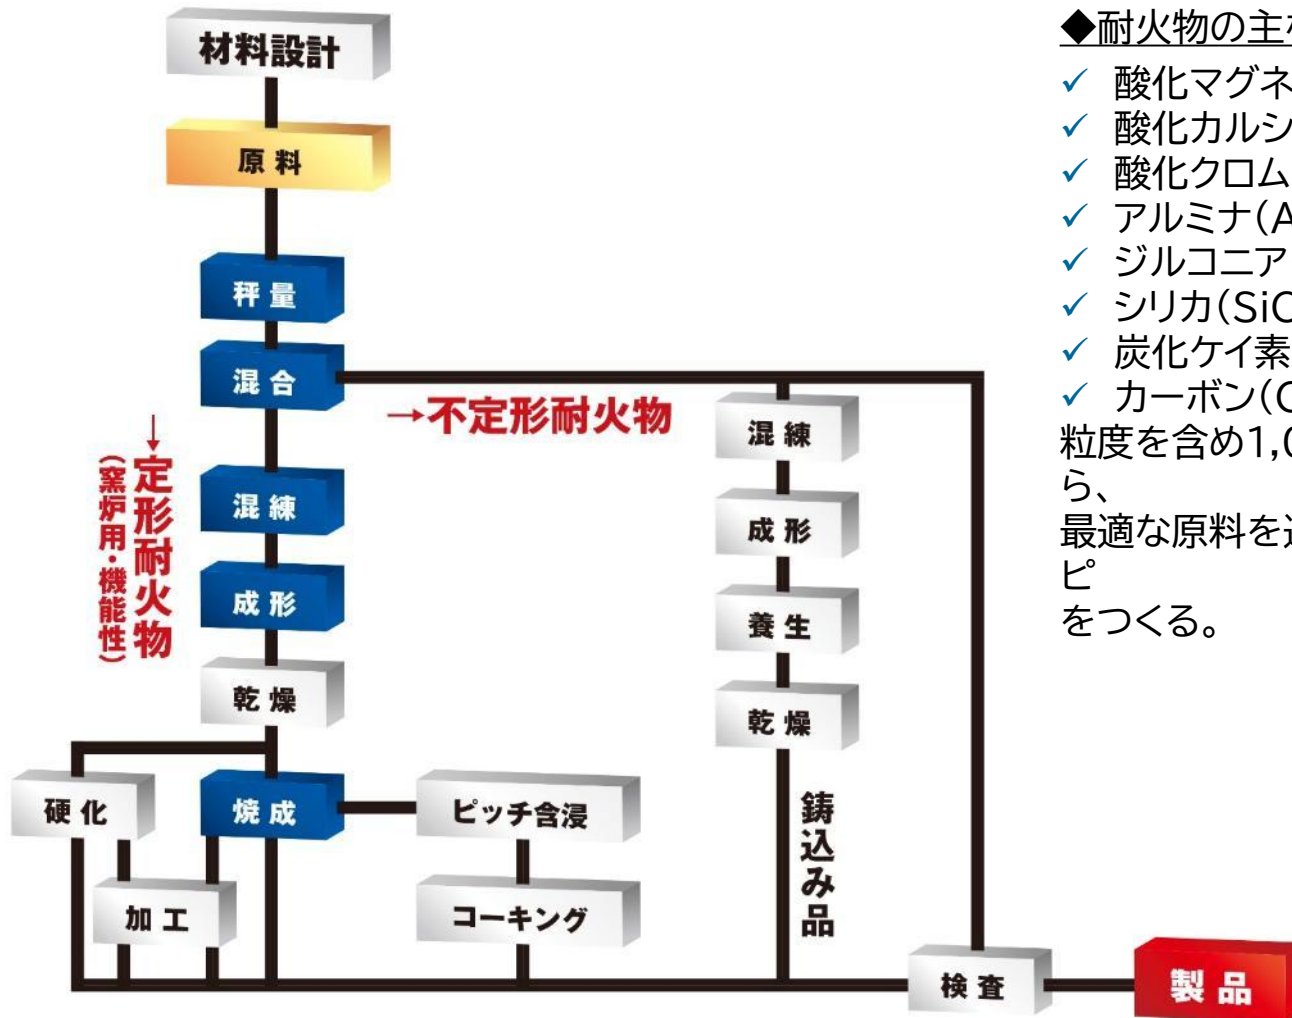 材料設計
原料
秤量
混合
→不定形耐火物
→定形耐火物
(窯炉用・機能性)
混練
成形
乾燥
硬化
焼成
ピッチ含浸
加工
コーキング
混練
成形
養生
乾燥
鋳込み品
検査
製品
◆耐火物の主
✓ 酸化マグネ
✓ 酸化カルシ
✓ 酸化クロム
✓ アルミナ(A
✓ ジルコニア
✓ シリカ(SiO
✓ 炭化ケイ素
✓ カーボン(C
粒度を含め1,0
ら、
最適な原料を
ピ
をつくる。